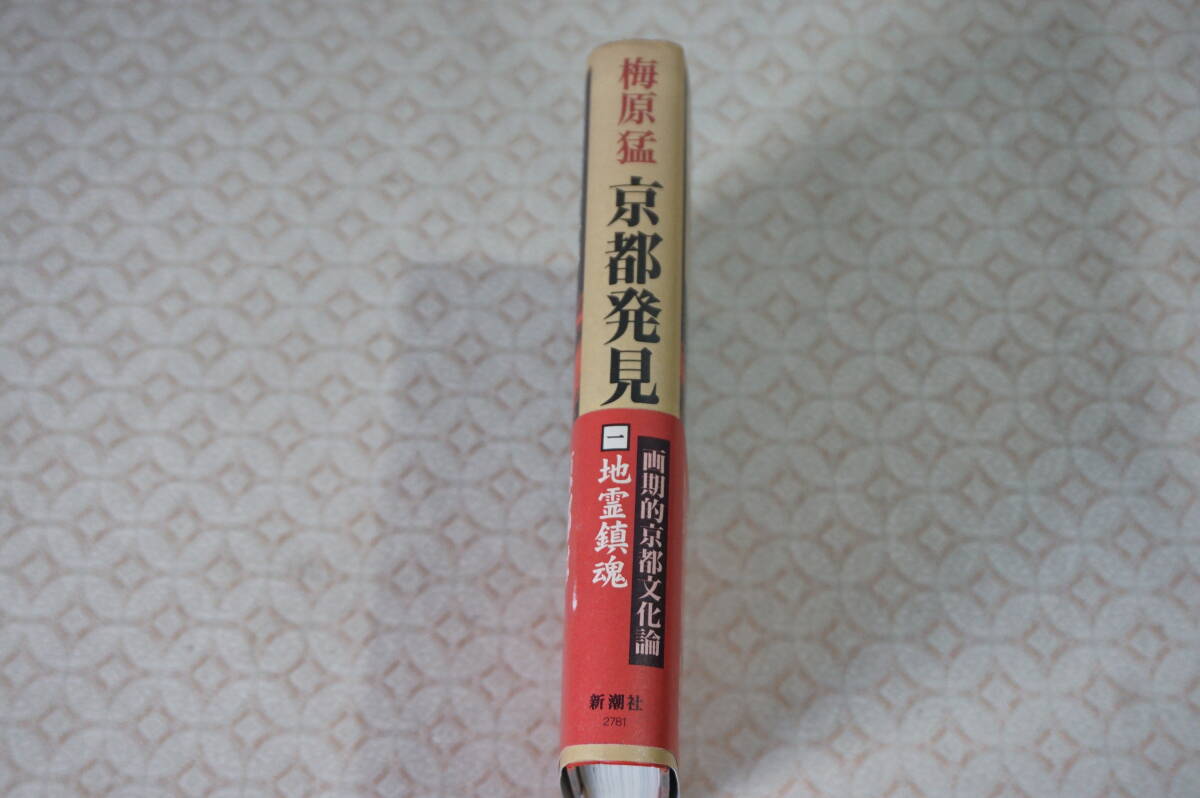 梅原猛
京都発見
画期的京都文化論
一 地霊鎮魂
新潮社
2781